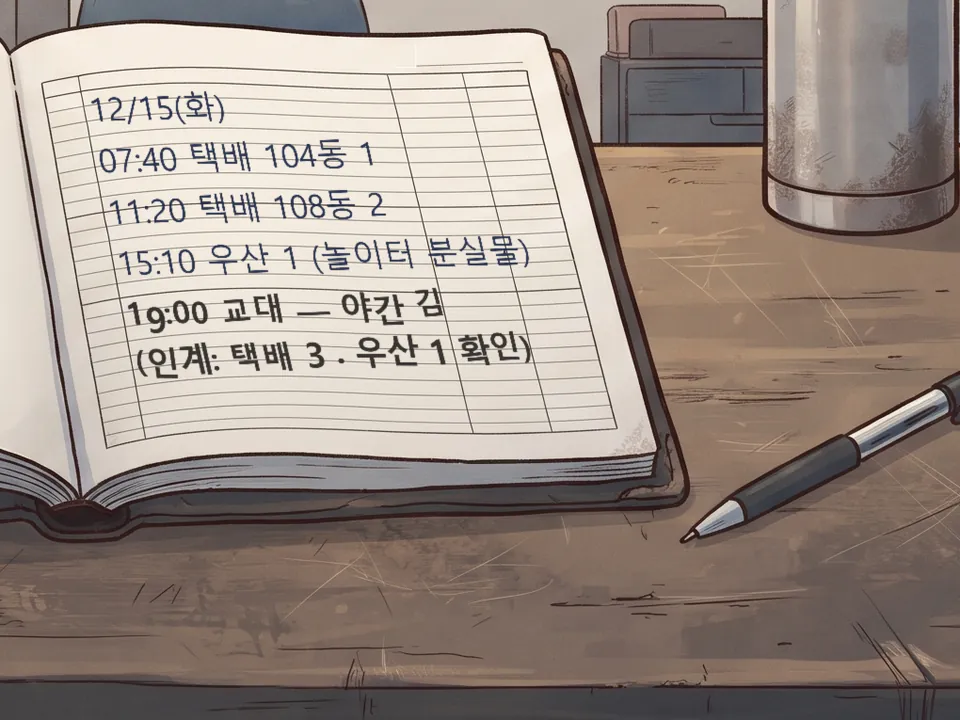 12/15(화)
07:40 택배 104동 1
11:20 택배 108동 2
15:10 우산 1 (놀이터 분실물)
19:00 교대 — 야간 김
(인계: 택배 3 · 우산 1 확인)